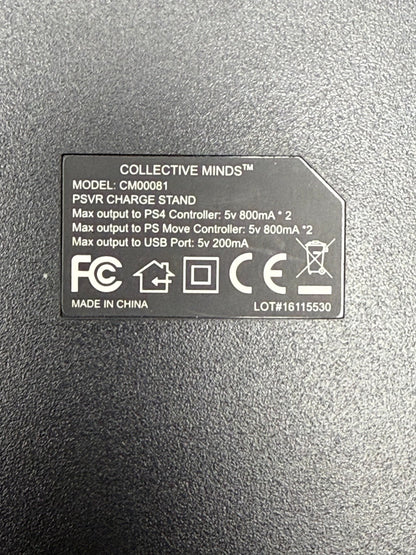 COLLECTIVE MINDS™
MODEL: CM00081
PSVR CHARGE STAND
Max output to PS4 Controller: 5v 800mA * 2
Max output to PS Move Controller: 5v 800mA *2
Max output to USB Port: 5v 200mA
FC CE
MADE IN CHINA LOT#16115530